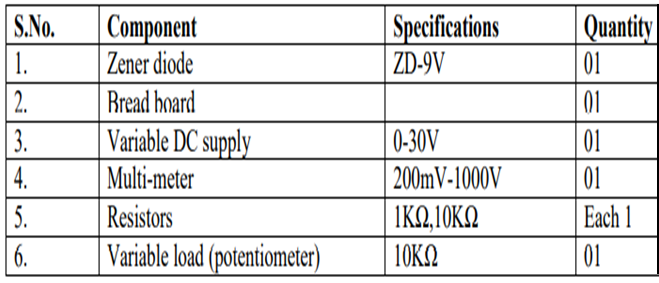 S.No. Component Specifications Quantity
1. Zener diode ZD-9V 01
2. Bread board 01
3. Variable DC supply 0-30V 01
4. Multi-meter 200mV-1000V 01
5. Resistors 1KΩ,10KΩ Each 1
6. Variable load (potentiometer) 10KΩ 01